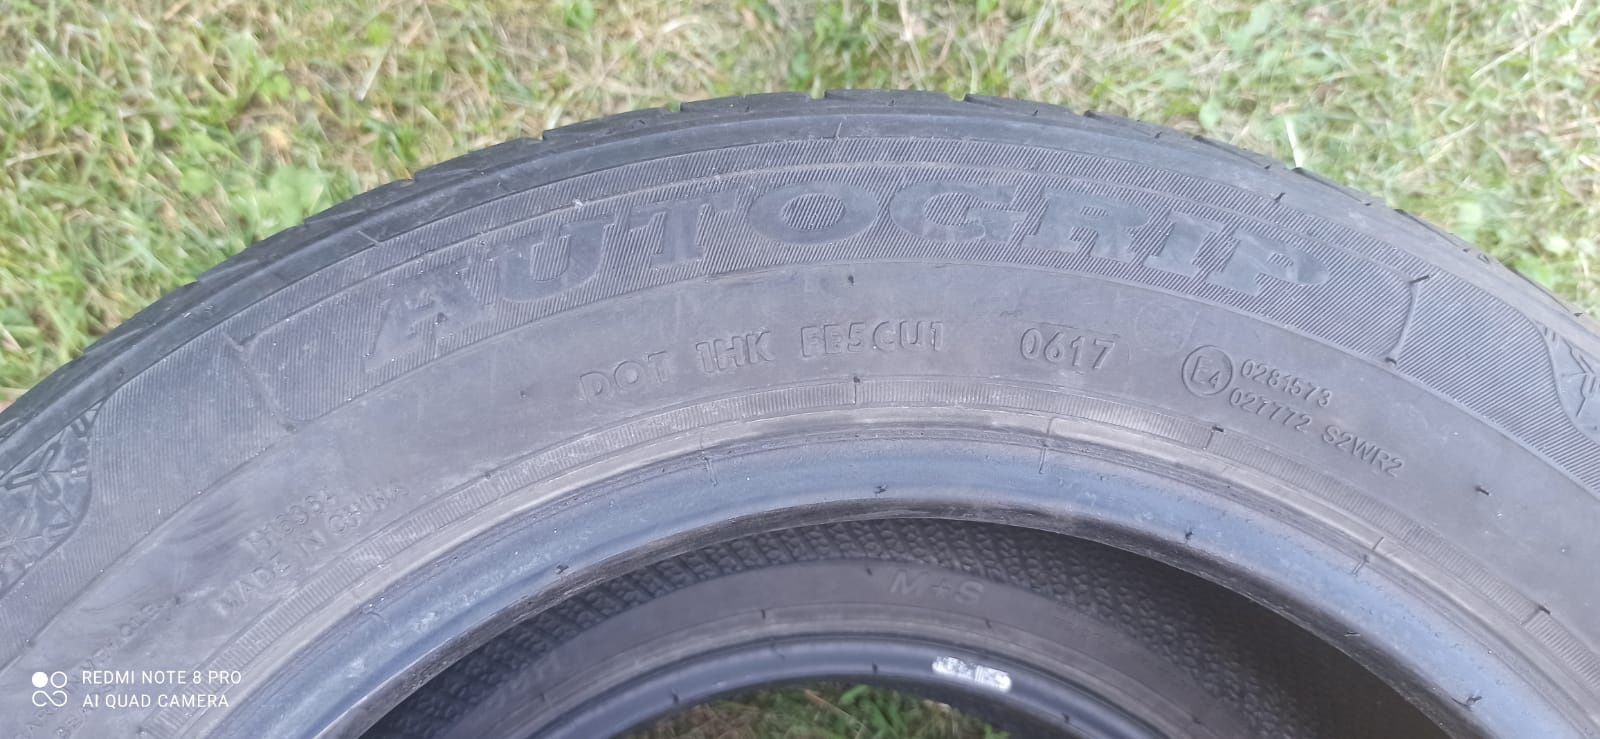 AUTOGRIP
DOT 1HK FE5CU1 0617
E4 0281573
027772 S2WR2
MADE IN CHINA
M+S
REDMI NOTE 8 PRO
AI QUAD CAMERA